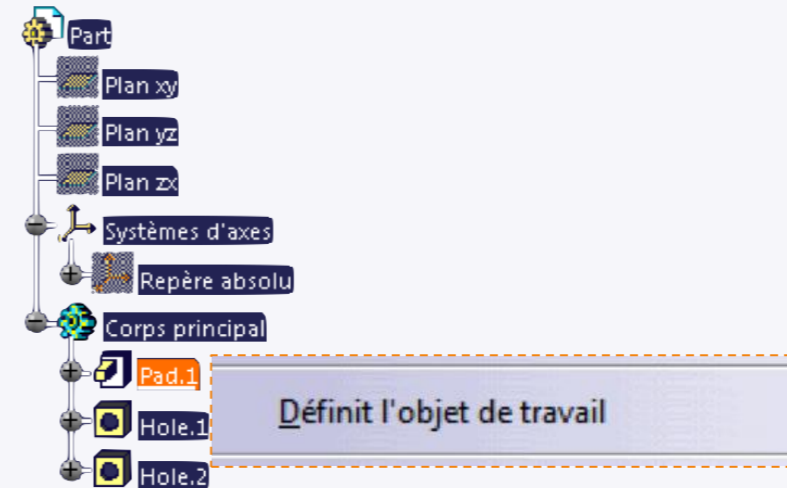 Part
Plan xy
Plan yz
Plan zx
Systèmes d'axes
Repère absolu
Corps principal
Pad.1
Définit l'objet de travail
Hole.1
Hole.2